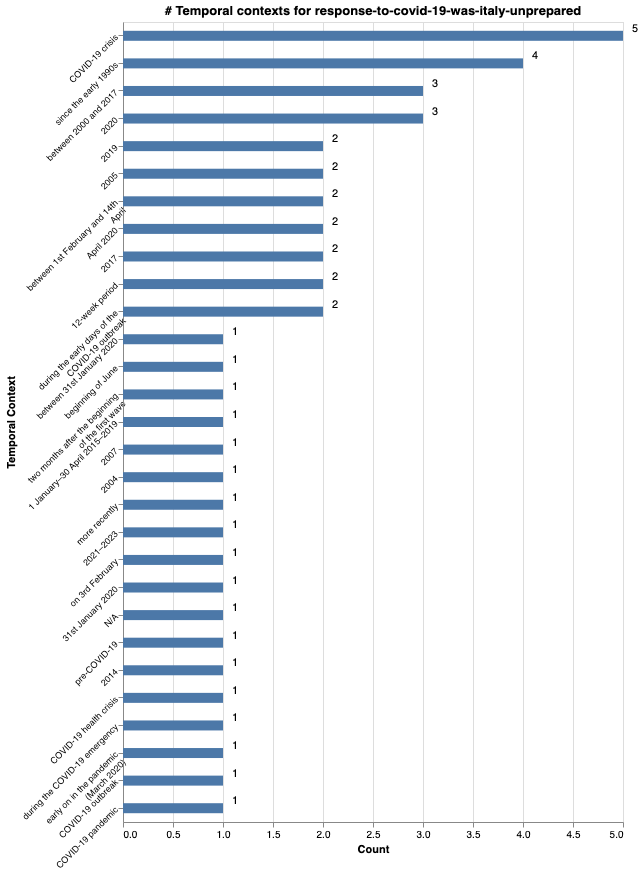 # Temporal contexts for response-to-covid-19-was-italy-unprepared
COVID-19 crisis
5
since the early 1990s
4
between 2000 and 2017
3
2020
3
2019
2
2005
2
between 1st February and 14th
April
2
April 2020
2
2017
2
12-week period
2
during the early days of the
COVID-19 outbreak
2
between 31st January 2020
1
beginning of June
1
two months after the beginning
of the first wave
1
1 January–30 April 2015–2019
1
2007
1
2004
1
more recently
1
2021–2023
1
on 3rd February
1
31st January 2020
1
N/A
1
pre-COVID-19
1
2014
1
COVID-19 health crisis
1
during the COVID-19 emergency
1
early on in the pandemic
(March 2020)
1
COVID-19 outbreak
1
COVID-19 pandemic
1
Temporal Context
0.0 0.5 1.0 1.5 2.0 2.5 3.0 3.5 4.0 4.5 5.0
Count